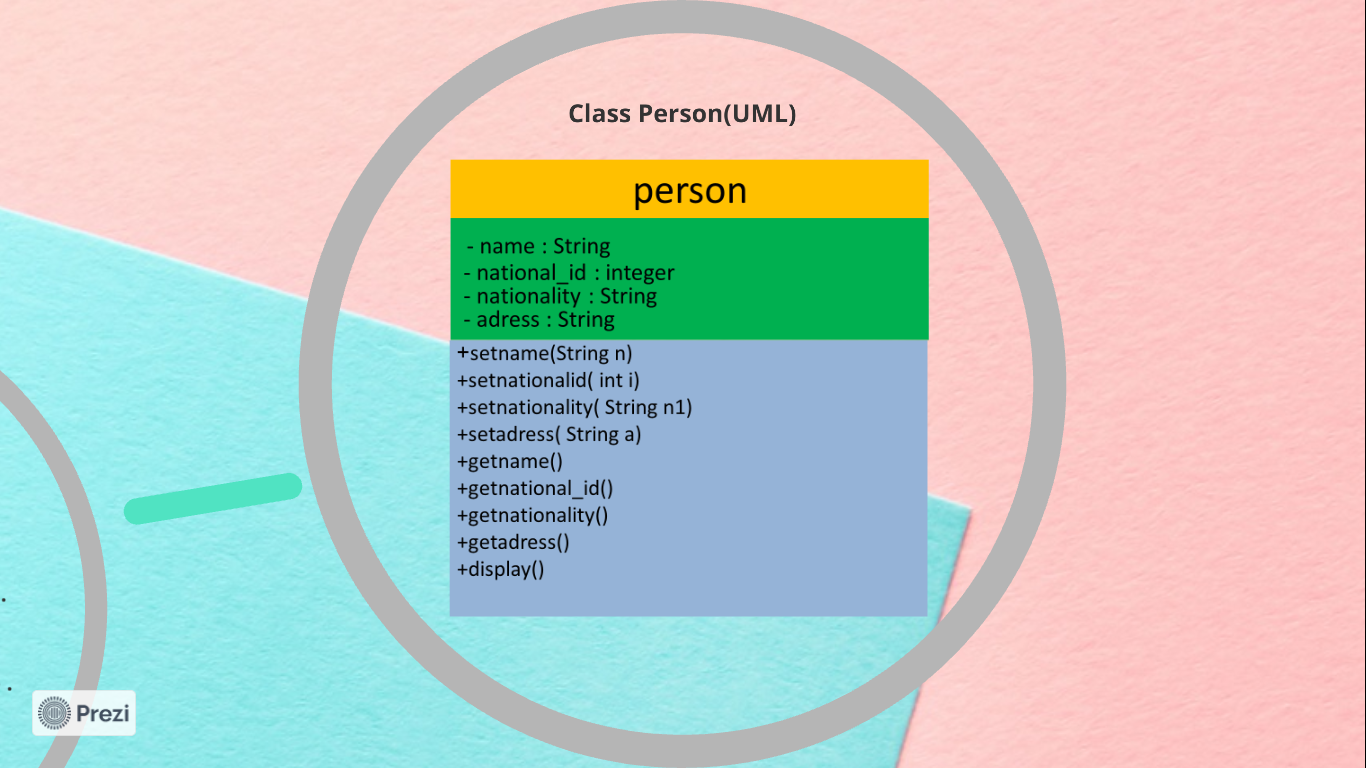 Class Person(UML)
person
- name : String
- national_id : integer
- nationality : String
- adress : String
+setname(String n)
+setnationalid( int i)
+setnationality( String n1)
+setadress( String a)
+getname()
+getnational_id()
+getnationality()
+getadress()
+display()
Prezi